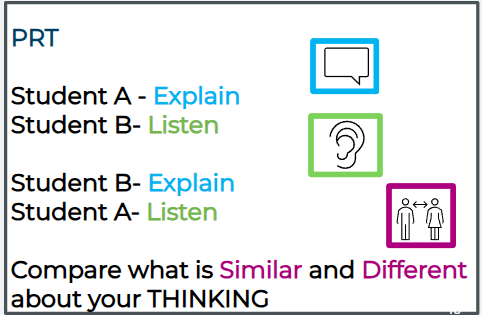 PRT
Student A - Explain
Student B- Listen
Student B- Explain
Student A- Listen
Compare what is Similar and Different
about your THINKING